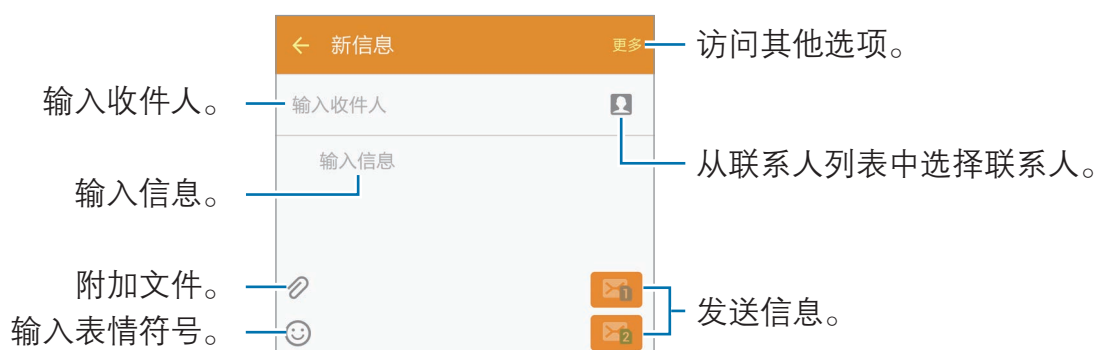 新信息
更多
访问其他选项。
输入收件人。
输入收件人
从联系人列表中选择联系人。
输入信息
输入信息。
附加文件。
1
发送信息。
输入表情符号。
2